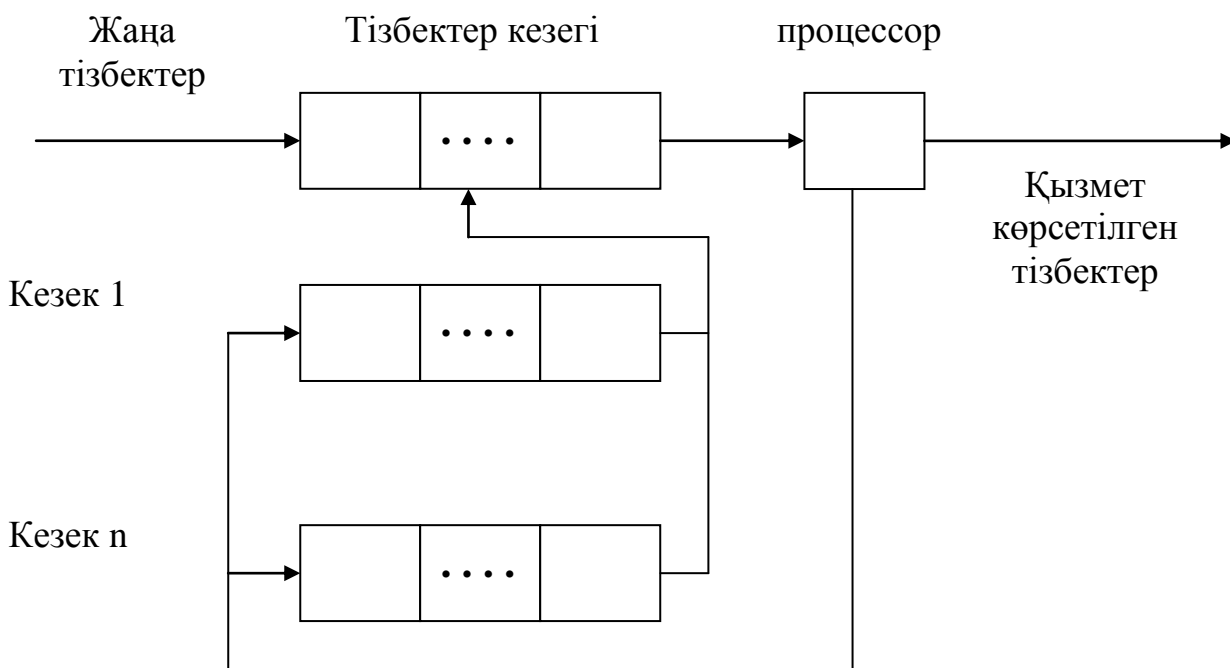 Жаңа
тізбектер
Тізбектер кезегі
процессор
Қызмет
көрсетілген
тізбектер
Кезек 1
Кезек n